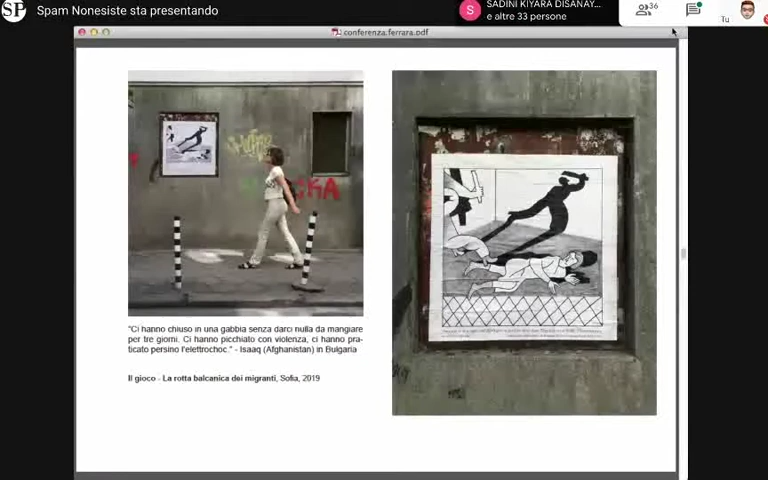 SP
Spam Nonesiste sta presentando
S
SADINI KIYARA DISANAY...
e altre 33 persone
36
Tu
conferenza.ferrara.pdf
"Ci hanno chiuso in una gabbia senza darci nulla da mangiare
per tre giorni. Ci hanno picchiato con violenza, ci hanno pra-
ticato persino l'elettrochoc." - Isaaq (Afghanistan) in Bulgaria
Il gioco - La rotta balcanica dei migranti, Sofia, 2019